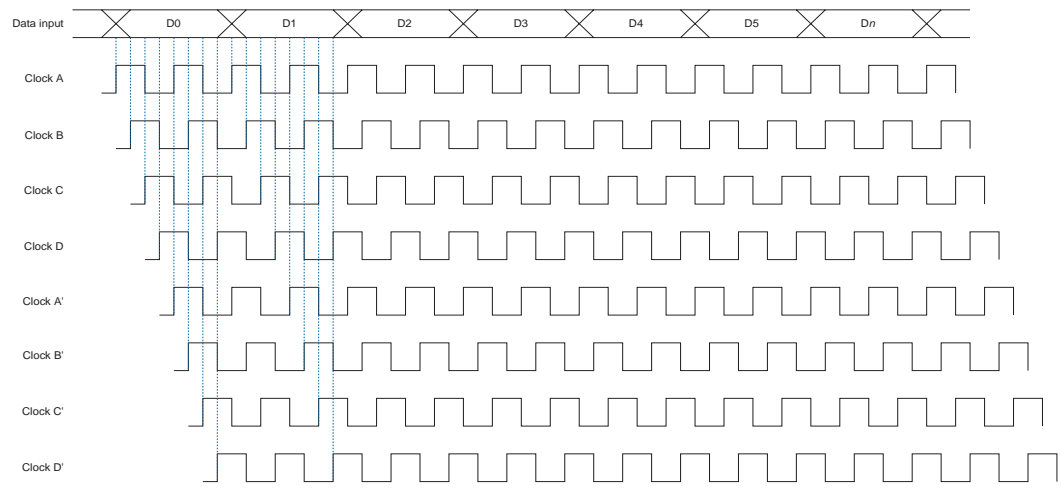 Data input D0 D1 D2 D3 D4 D5 Dn
Clock A
Clock B
Clock C
Clock D
Clock A'
Clock B'
Clock C'
Clock D'